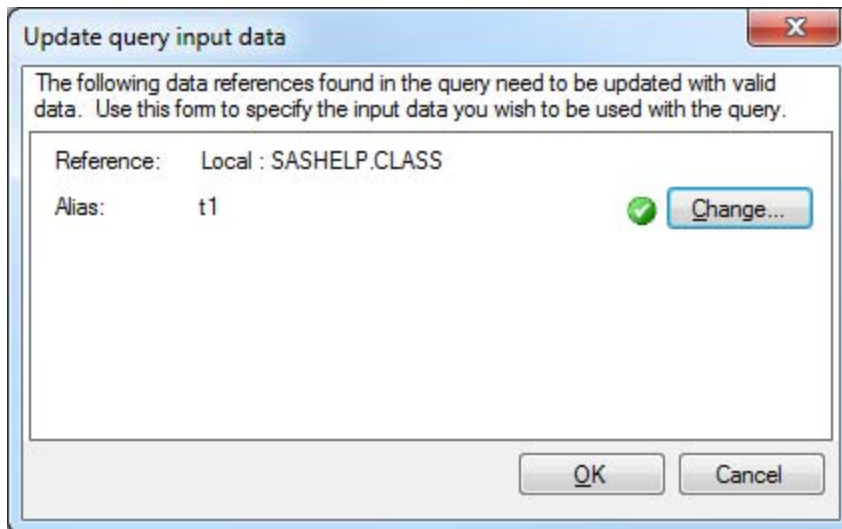 Update query input data
The following data references found in the query need to be updated with valid
data. Use this form to specify the input data you wish to be used with the query.
Reference: Local : SASHELP.CLASS
Alias: t1 Change...
OK Cancel